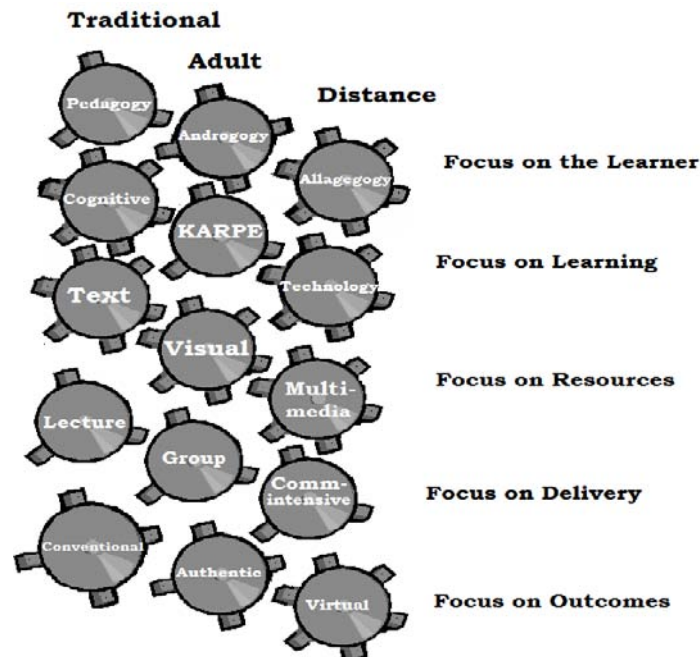 Traditional
Adult
Distance
Pedagogy
Androgogy
Allagegogy
Focus on the Learner
Cognitive
KARPE
Technology
Focus on Learning
Text
Visual
Multi-
media
Focus on Resources
Lecture
Group
Comm-
intensive
Focus on Delivery
Conventional
Authentic
Virtual
Focus on Outcomes